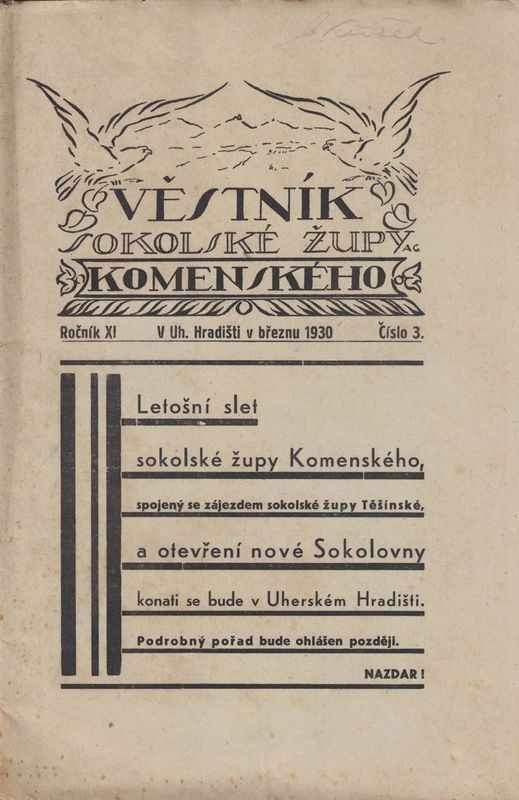 VĚSTNÍK
SOKOLSKÉ ŽUPY
KOMENSKÉHO
Ročník XI V Uh. Hradišti v březnu 1930 Číslo 3.
Letošní slet
sokolské župy Komenského,
spojený se zájezdem sokolské župy Těšínské,
a otevření nové Sokolovny
konati se bude v Uherském Hradišti.
Podrobný pořad bude ohlášen později.
NAZDAR!